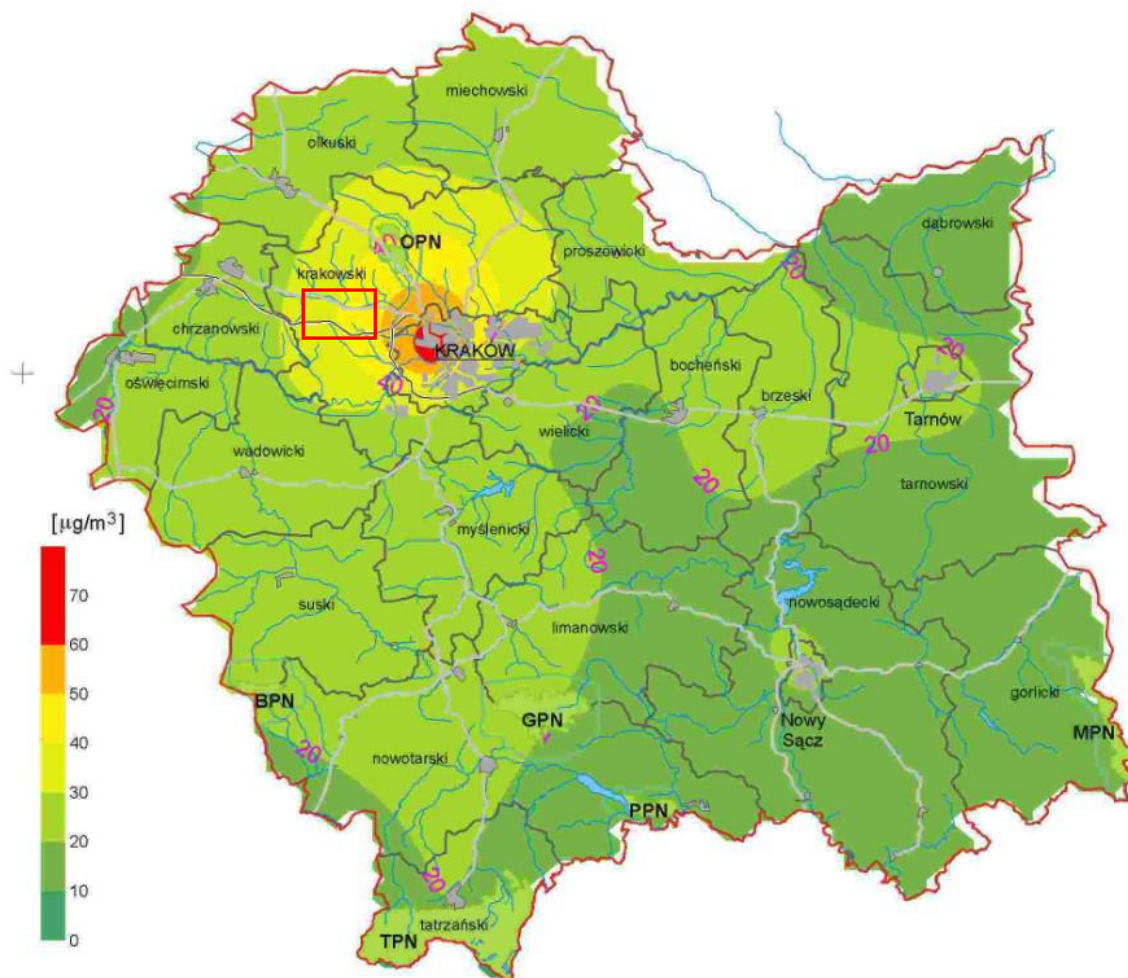 miechowski
olkuski
dąbrowski
OPN
proszowicki
20
krakowski
chrzanowski
KRAKÓW
20
bocheński
oświęcimski
brzeski
20
20
Tarnów
wielicki
20
wadowicki
20
tarnowski
[µg/m³]
myślenicki
20
70
60
suski
limanowski
nowosądecki
50
BPN
GPN
gorlicki
Nowy
Sącz
MPN
40
20
nowotarski
30
PPN
20
20
10
tatrzański
TPN
0